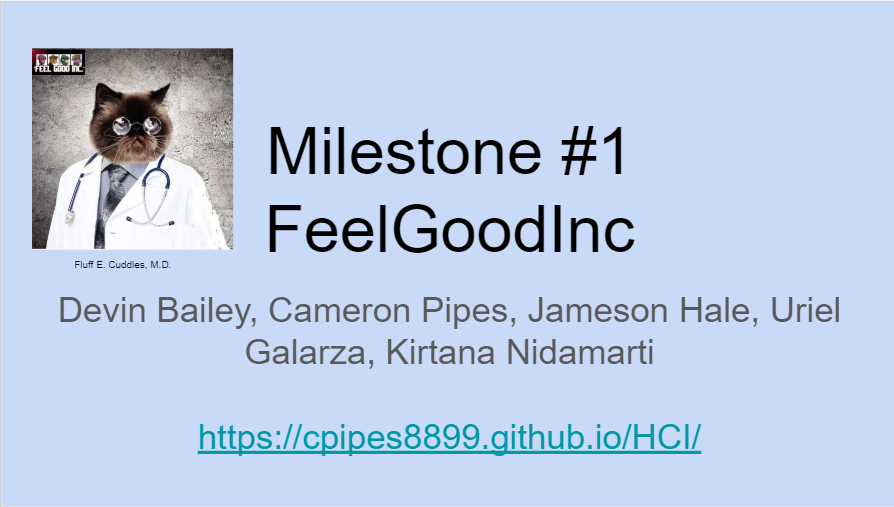 FEEL GOOD INC.
Milestone #1
FeelGoodInc
Fluff E. Cuddles, M.D.
Devin Bailey, Cameron Pipes, Jameson Hale, Uriel
Galarza, Kirtana Nidamarti
https://cpipes8899.github.io/HCI/